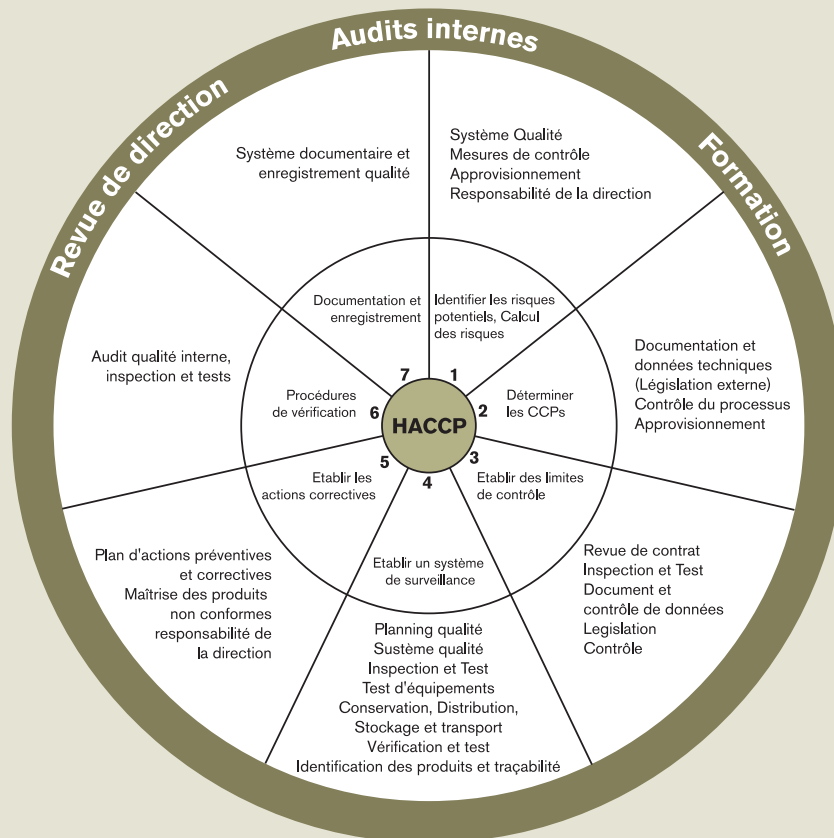 Audits internes
Revue de direction
Formation
Système documentaire et
enregistrement qualité
Système Qualité
Mesures de contrôle
Approvisionnement
Responsabilité de la direction
Documentation et
enregistrement
Identifier les risques
potentiels, Calcul
des risques
Audit qualité interne,
inspection et tests
Documentation et
données techniques
(Législation externe)
Contrôle du processus
Approvisionnement
Procédures
de vérification
Déterminer
les CCPs
7
1
6
HACCP
2
5
3
4
Etablir les
actions correctives
Etablir des limites
de contrôle
Etablir un système
de surveillance
Plan d'actions préventives
et correctives
Maîtrise des produits
non conformes
responsabilité de
la direction
Revue de contrat
Inspection et Test
Document et
contrôle de données
Legislation
Contrôle
Planning qualité
Sustème qualité
Inspection et Test
Test d'équipements
Conservation, Distribution,
Stockage et transport
Vérification et test
Identification des produits et traçabilité